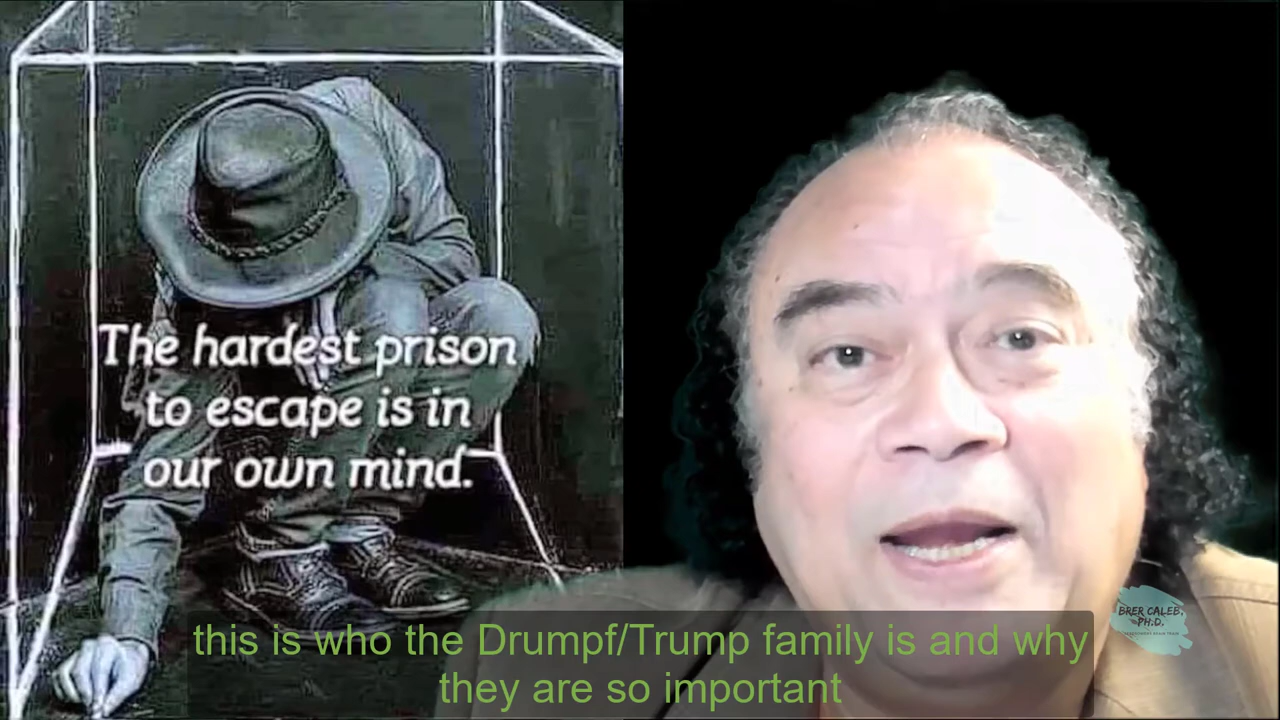 The hardest prison
to escape is in
our own mind.
BRER CALEB,
PH.D.
this is who the Drumpf/Trump family is and why
they are so important